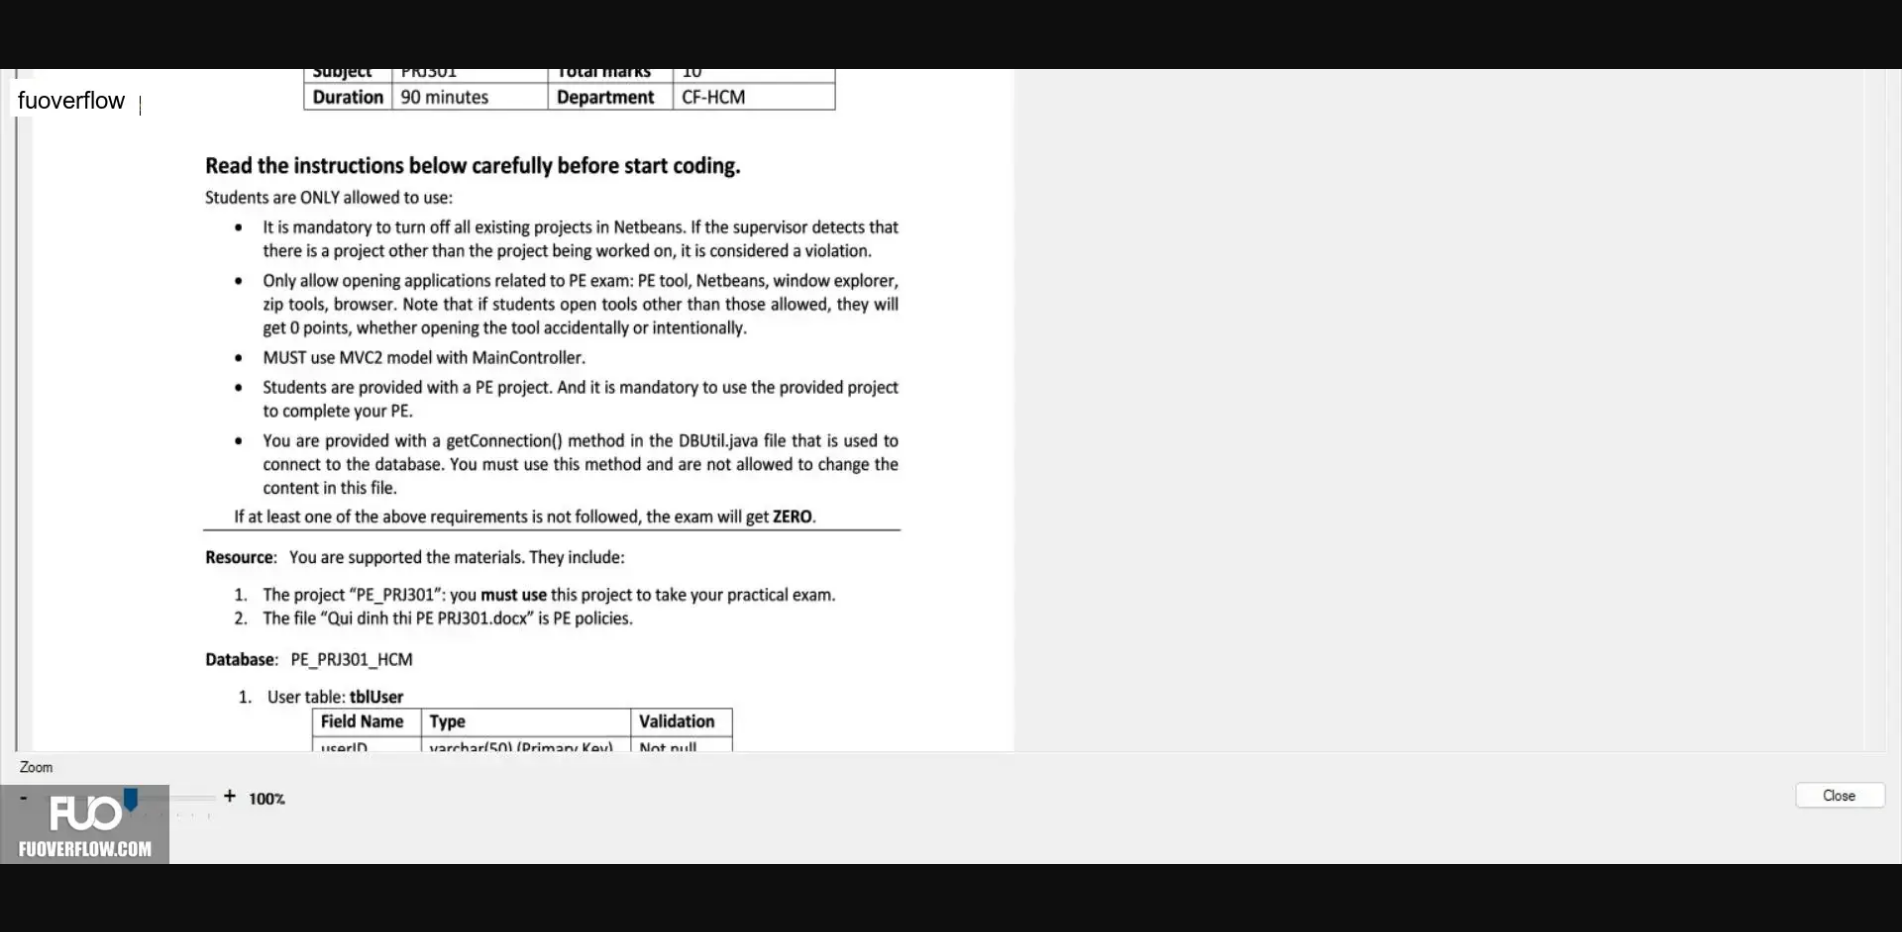 Subject PRJ301 Total marks 10
fuoverflow
Duration 90 minutes Department CF-HCM
Read the instructions below carefully before start coding.
Students are ONLY allowed to use:
• It is mandatory to turn off all existing projects in Netbeans. If the supervisor detects that
there is a project other than the project being worked on, it is considered a violation.
• Only allow opening applications related to PE exam: PE tool, Netbeans, window explorer,
zip tools, browser. Note that if students open tools other than those allowed, they will
get 0 points, whether opening the tool accidentally or intentionally.
• MUST use MVC2 model with MainController.
• Students are provided with a PE project. And it is mandatory to use the provided project
to complete your PE.
• You are provided with a getConnection() method in the DBUtil.java file that is used to
connect to the database. You must use this method and are not allowed to change the
content in this file.
If at least one of the above requirements is not followed, the exam will get ZERO.
Resource: You are supported the materials. They include:
1. The project “PE_PRJ301”: you must use this project to take your practical exam.
2. The file “Qui dinh thi PE PRJ301.docx” is PE policies.
Database: PE_PRJ301_HCM
1. User table: tblUser
Field Name Type Validation
userID varchar(50) (Primary Key) Not null
Zoom
- + 100%
Close
FUO
FUOVERFLOW.COM